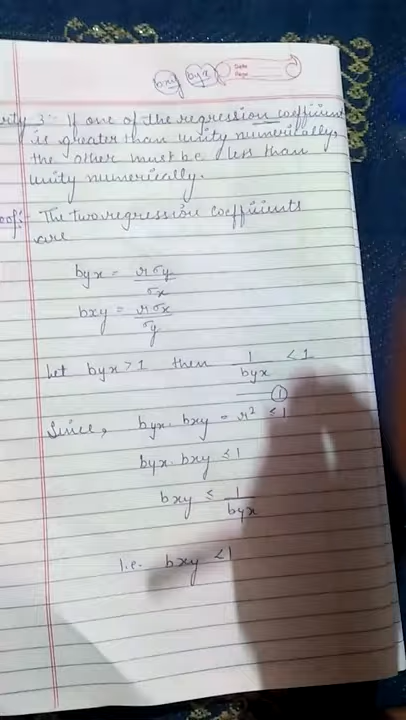 bxy byx
Date
Page
3:- If one of the regression coefficient
is greater than unity numerically,
the other must be less than
unity numerically.
The two regression coefficients
are
byx = rσy/σx
bxy = rσx/σy
Let byx > 1 then 1/byx < 1
①
Since, byx. bxy = r² ≤ 1
byx. bxy ≤ 1
bxy ≤ 1/byx
i.e. bxy < 1